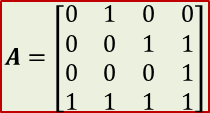 0 1 0 0
0 0 1 1
A = 0 0 0 1
1 1 1 1